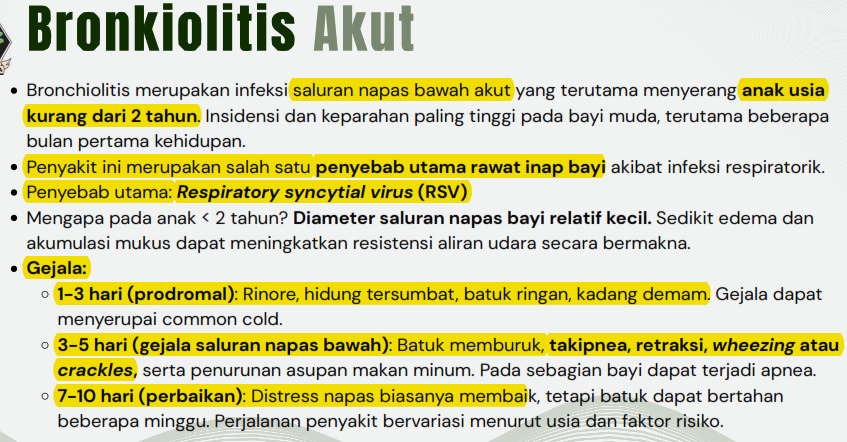 Bronkiolitis Akut
• Bronchiolitis merupakan infeksi saluran napas bawah akut yang terutama menyerang anak usia
kurang dari 2 tahun. Insidensi dan keparahan paling tinggi pada bayi muda, terutama beberapa
bulan pertama kehidupan.
• Penyakit ini merupakan salah satu penyebab utama rawat inap bayi akibat infeksi respiratorik.
• Penyebab utama: Respiratory syncytial virus (RSV)
• Mengapa pada anak < 2 tahun? Diameter saluran napas bayi relatif kecil. Sedikit edema dan
akumulasi mukus dapat meningkatkan resistensi aliran udara secara bermakna.
• Gejala:
○ 1-3 hari (prodromal): Rinore, hidung tersumbat, batuk ringan, kadang demam. Gejala dapat
menyerupai common cold.
○ 3-5 hari (gejala saluran napas bawah): Batuk memburuk, takipnea, retraksi, wheezing atau
crackles, serta penurunan asupan makan minum. Pada sebagian bayi dapat terjadi apnea.
○ 7-10 hari (perbaikan): Distress napas biasanya membaik, tetapi batuk dapat bertahan
beberapa minggu. Perjalanan penyakit bervariasi menurut usia dan faktor risiko.